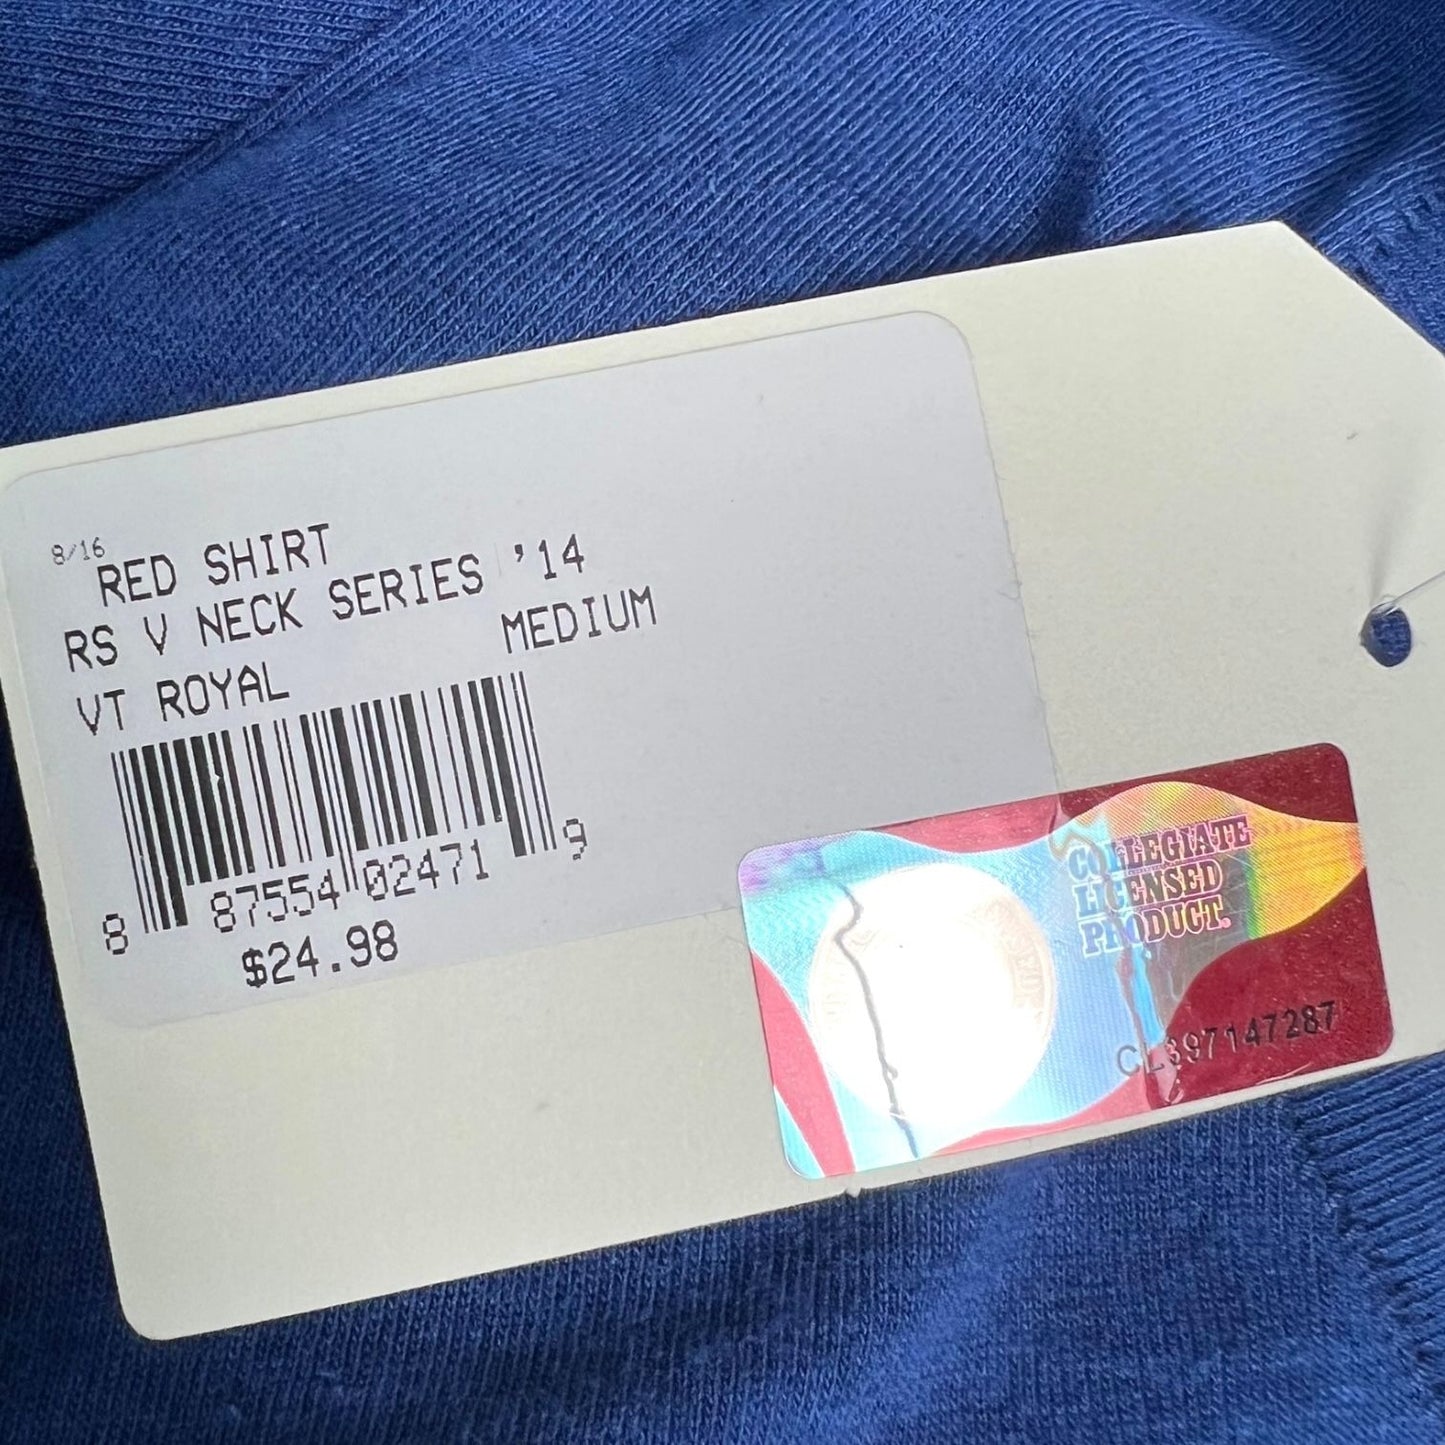 8/16
RED SHIRT
RS V NECK SERIES '14
VT ROYAL MEDIUM
8 87554 02471 9
$24.98
COLLEGIATE
LICENSED
PRODUCT.
CL397147287